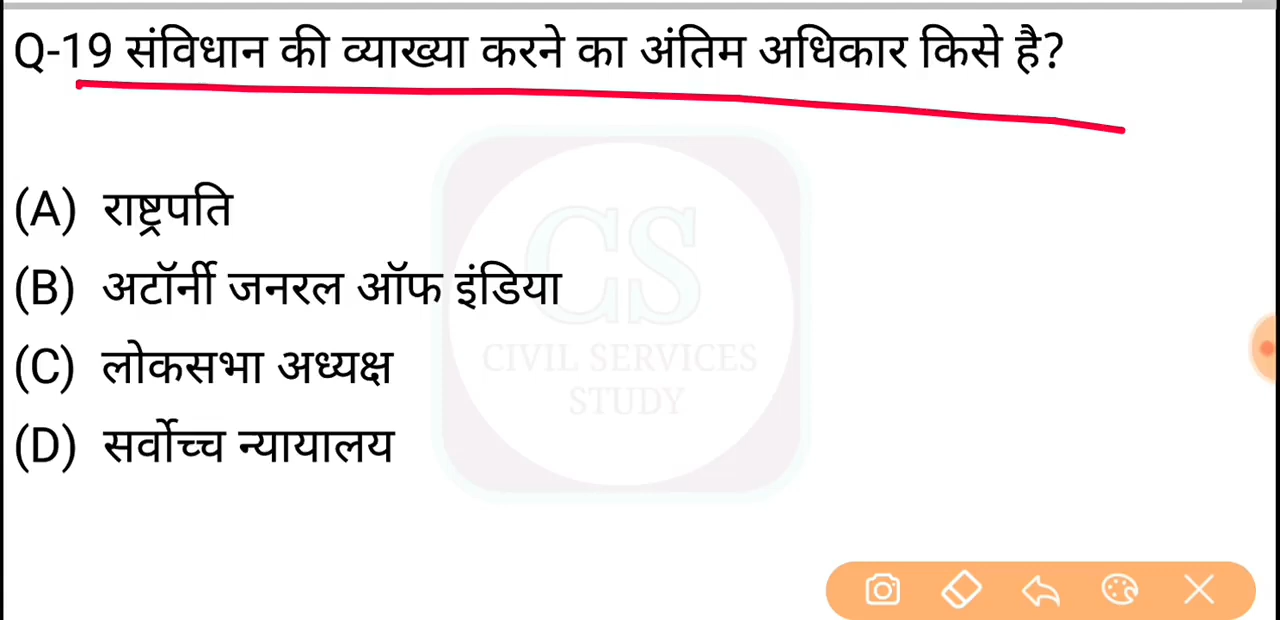 Q-19 संविधान की व्याख्या करने का अंतिम अधिकार किसे है?
(A) राष्ट्रपति
(B) अटॉर्नी जनरल ऑफ इंडिया
(C) लोकसभा अध्यक्ष
(D) सर्वोच्च न्यायालय
CS
CIVIL SERVICES
STUDY